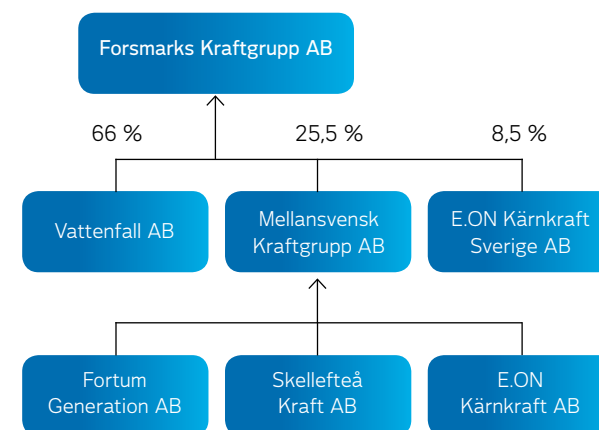 Forsmarks Kraftgrupp AB
66 %
25,5 %
8,5 %
Vattenfall AB
Mellansvensk
Kraftgrupp AB
E.ON Kärnkraft
Sverige AB
Fortum
Generation AB
Skellefteå
Kraft AB
E.ON
Kärnkraft AB